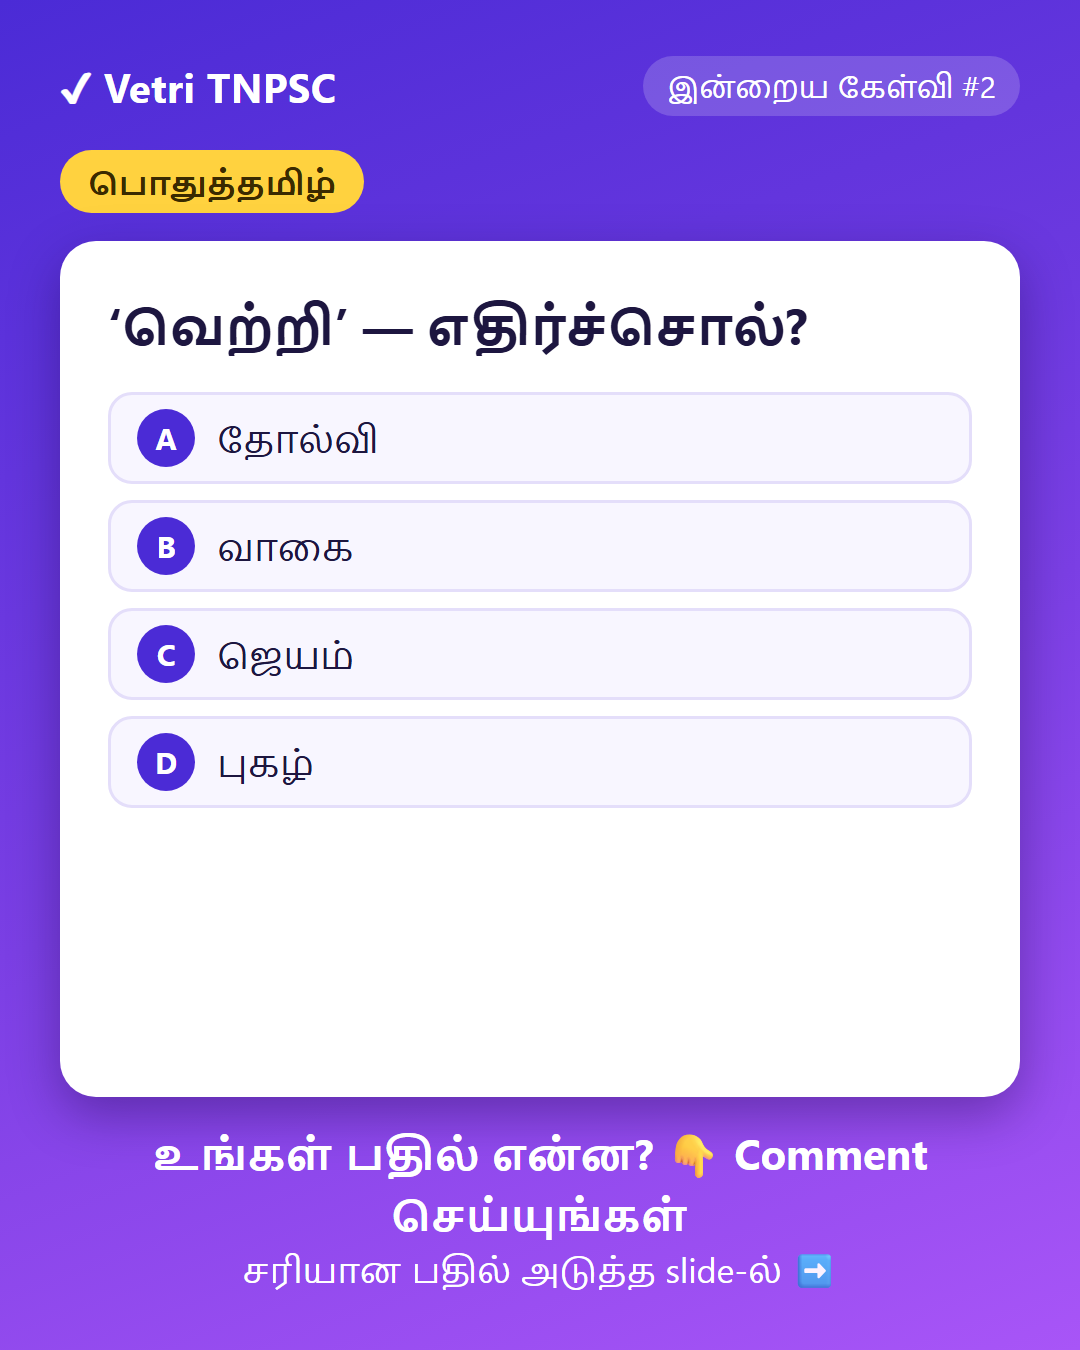 ✔ Vetri TNPSC
இன்றைய கேள்வி #2
பொதுத்தமிழ்
‘வெற்றி’ — எதிர்ச்சொல்?
A தோல்வி
B வாகை
C ஜெயம்
D புகழ்
உங்கள் பதில் என்ன? 👇 Comment
செய்யுங்கள்
சரியான பதில் அடுத்த slide-ல் ➡️